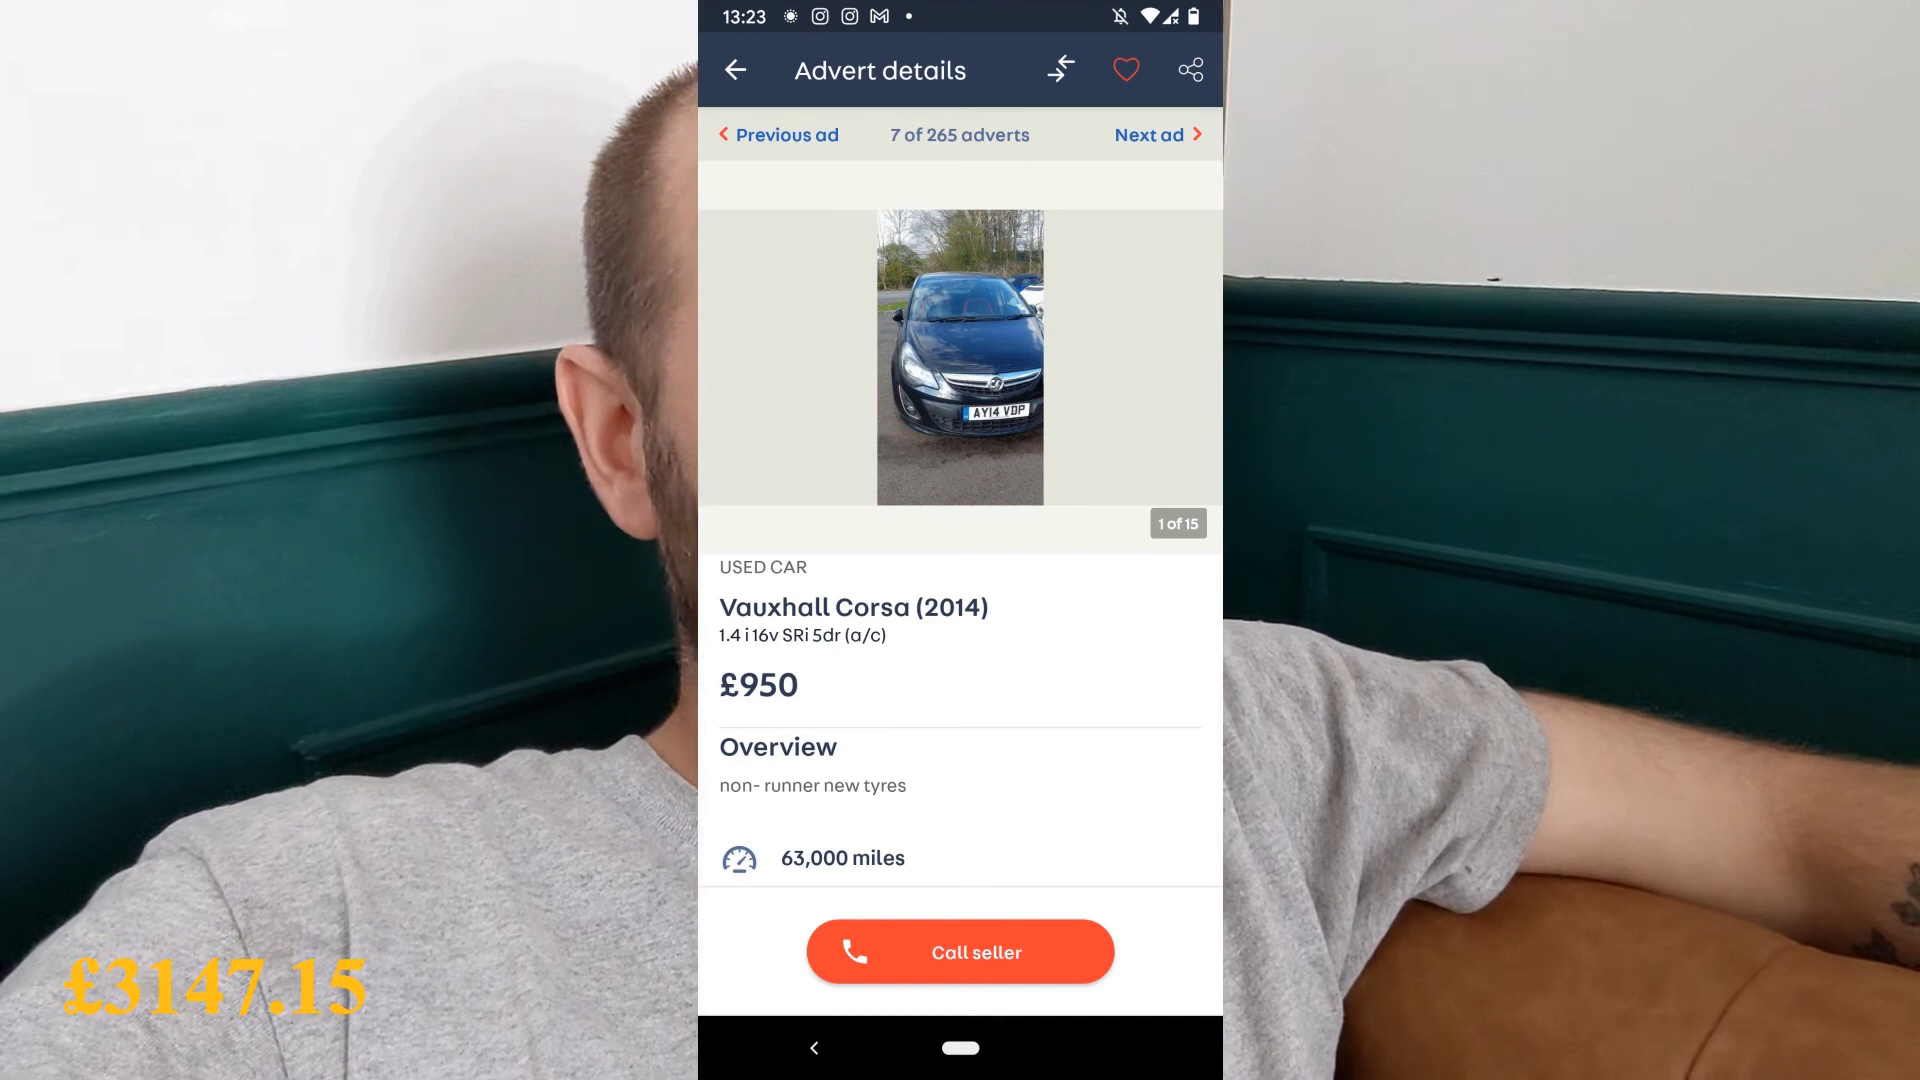 13:23
Advert details
Previous ad
7 of 265 adverts
Next ad
AY14 VDP
1 of 15
USED CAR
Vauxhall Corsa (2014)
1.4 i 16v SRi 5dr (a/c)
£950
Overview
non- runner new tyres
63,000 miles
Call seller
£3147.15